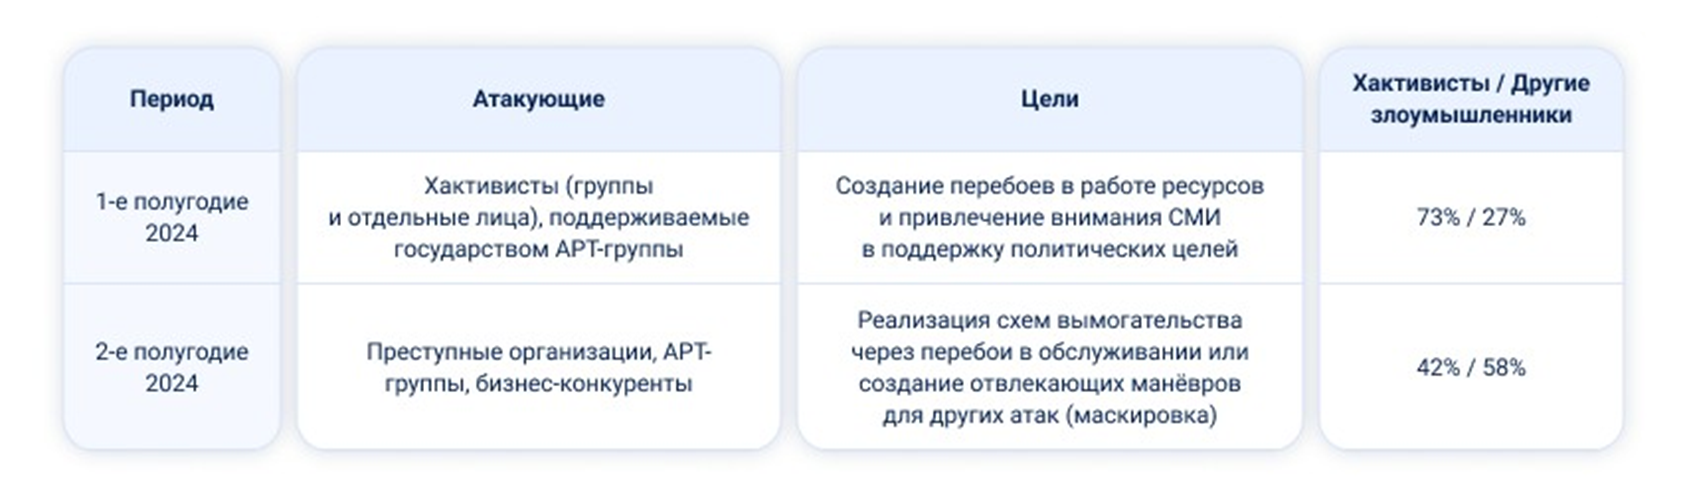 Период
Атакующие
Цели
Хактивисты / Другие
злоумышленники
1-е полугодие
2024
Хактивисты (группы
и отдельные лица), поддерживаемые
государством APT-группы
Создание перебоев в работе ресурсов
и привлечение внимания СМИ
в поддержку политических целей
73% / 27%
2-е полугодие
2024
Преступные организации, APT-
группы, бизнес-конкуренты
Реализация схем вымогательства
через перебои в обслуживании или
создание отвлекающих манёвров
для других атак (маскировка)
42% / 58%